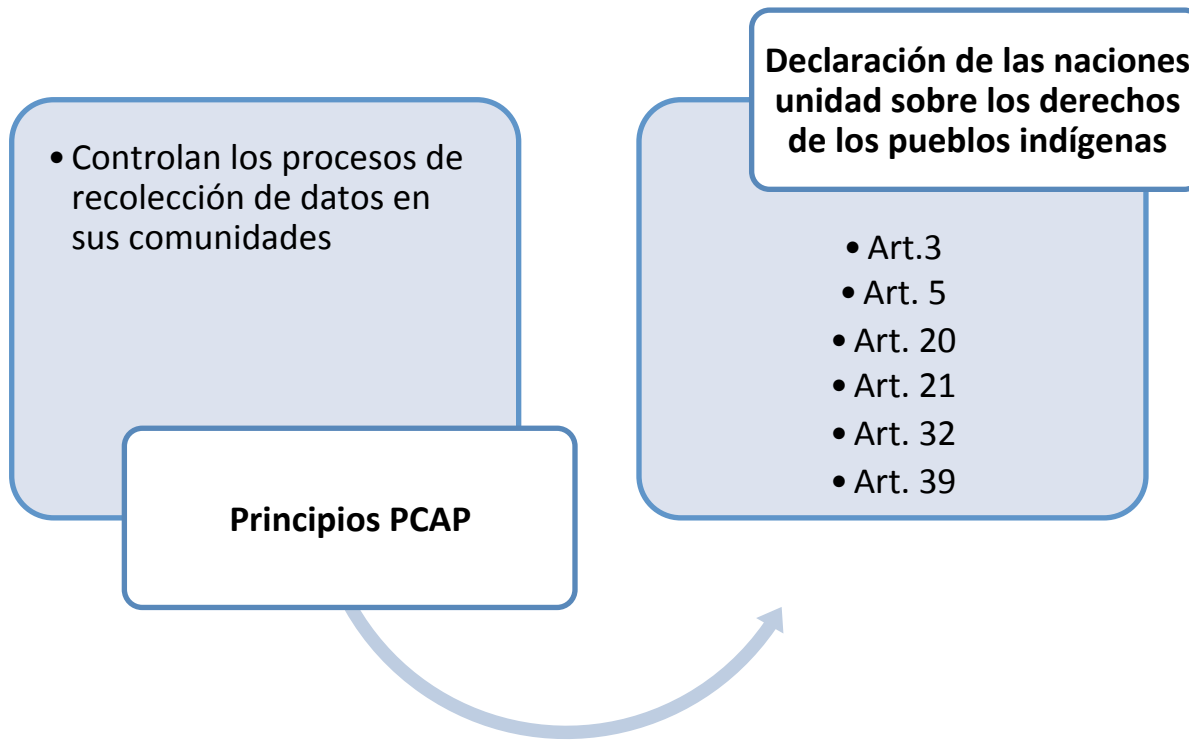 • Controlan los procesos de
recolección de datos en
sus comunidades
Principios PCAP
Declaración de las naciones
unidad sobre los derechos
de los pueblos indígenas
• Art.3
• Art. 5
• Art. 20
• Art. 21
• Art. 32
• Art. 39